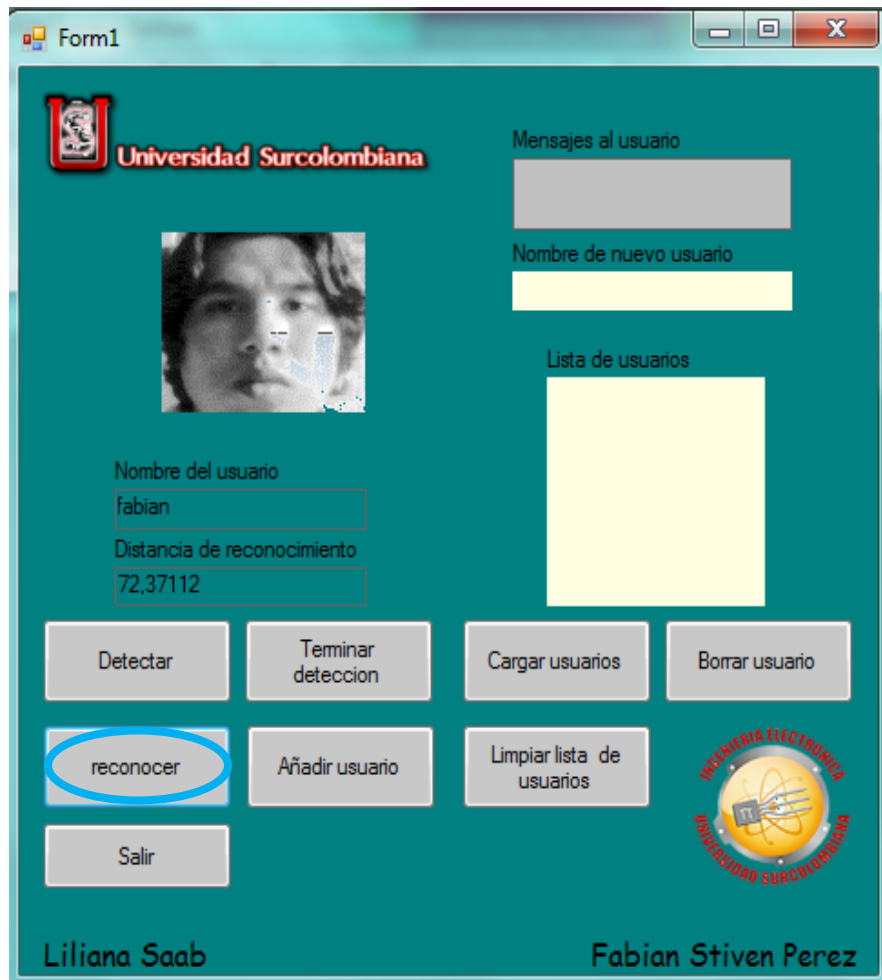 Form1
Universidad Surcolombiana
Mensajes al usuario
Nombre de nuevo usuario
Lista de usuarios
Nombre del usuario
fabian
Distancia de reconocimiento
72,37112
Detectar
Terminar
deteccion
Cargar usuarios
Borrar usuario
reconocer
Añadir usuario
Limpiar lista de
usuarios
INGENIERIA ELECTRONICA
UNIVERSIDAD SURCOLOMBIANA
Salir
Liliana Saab
Fabian Stiven Perez